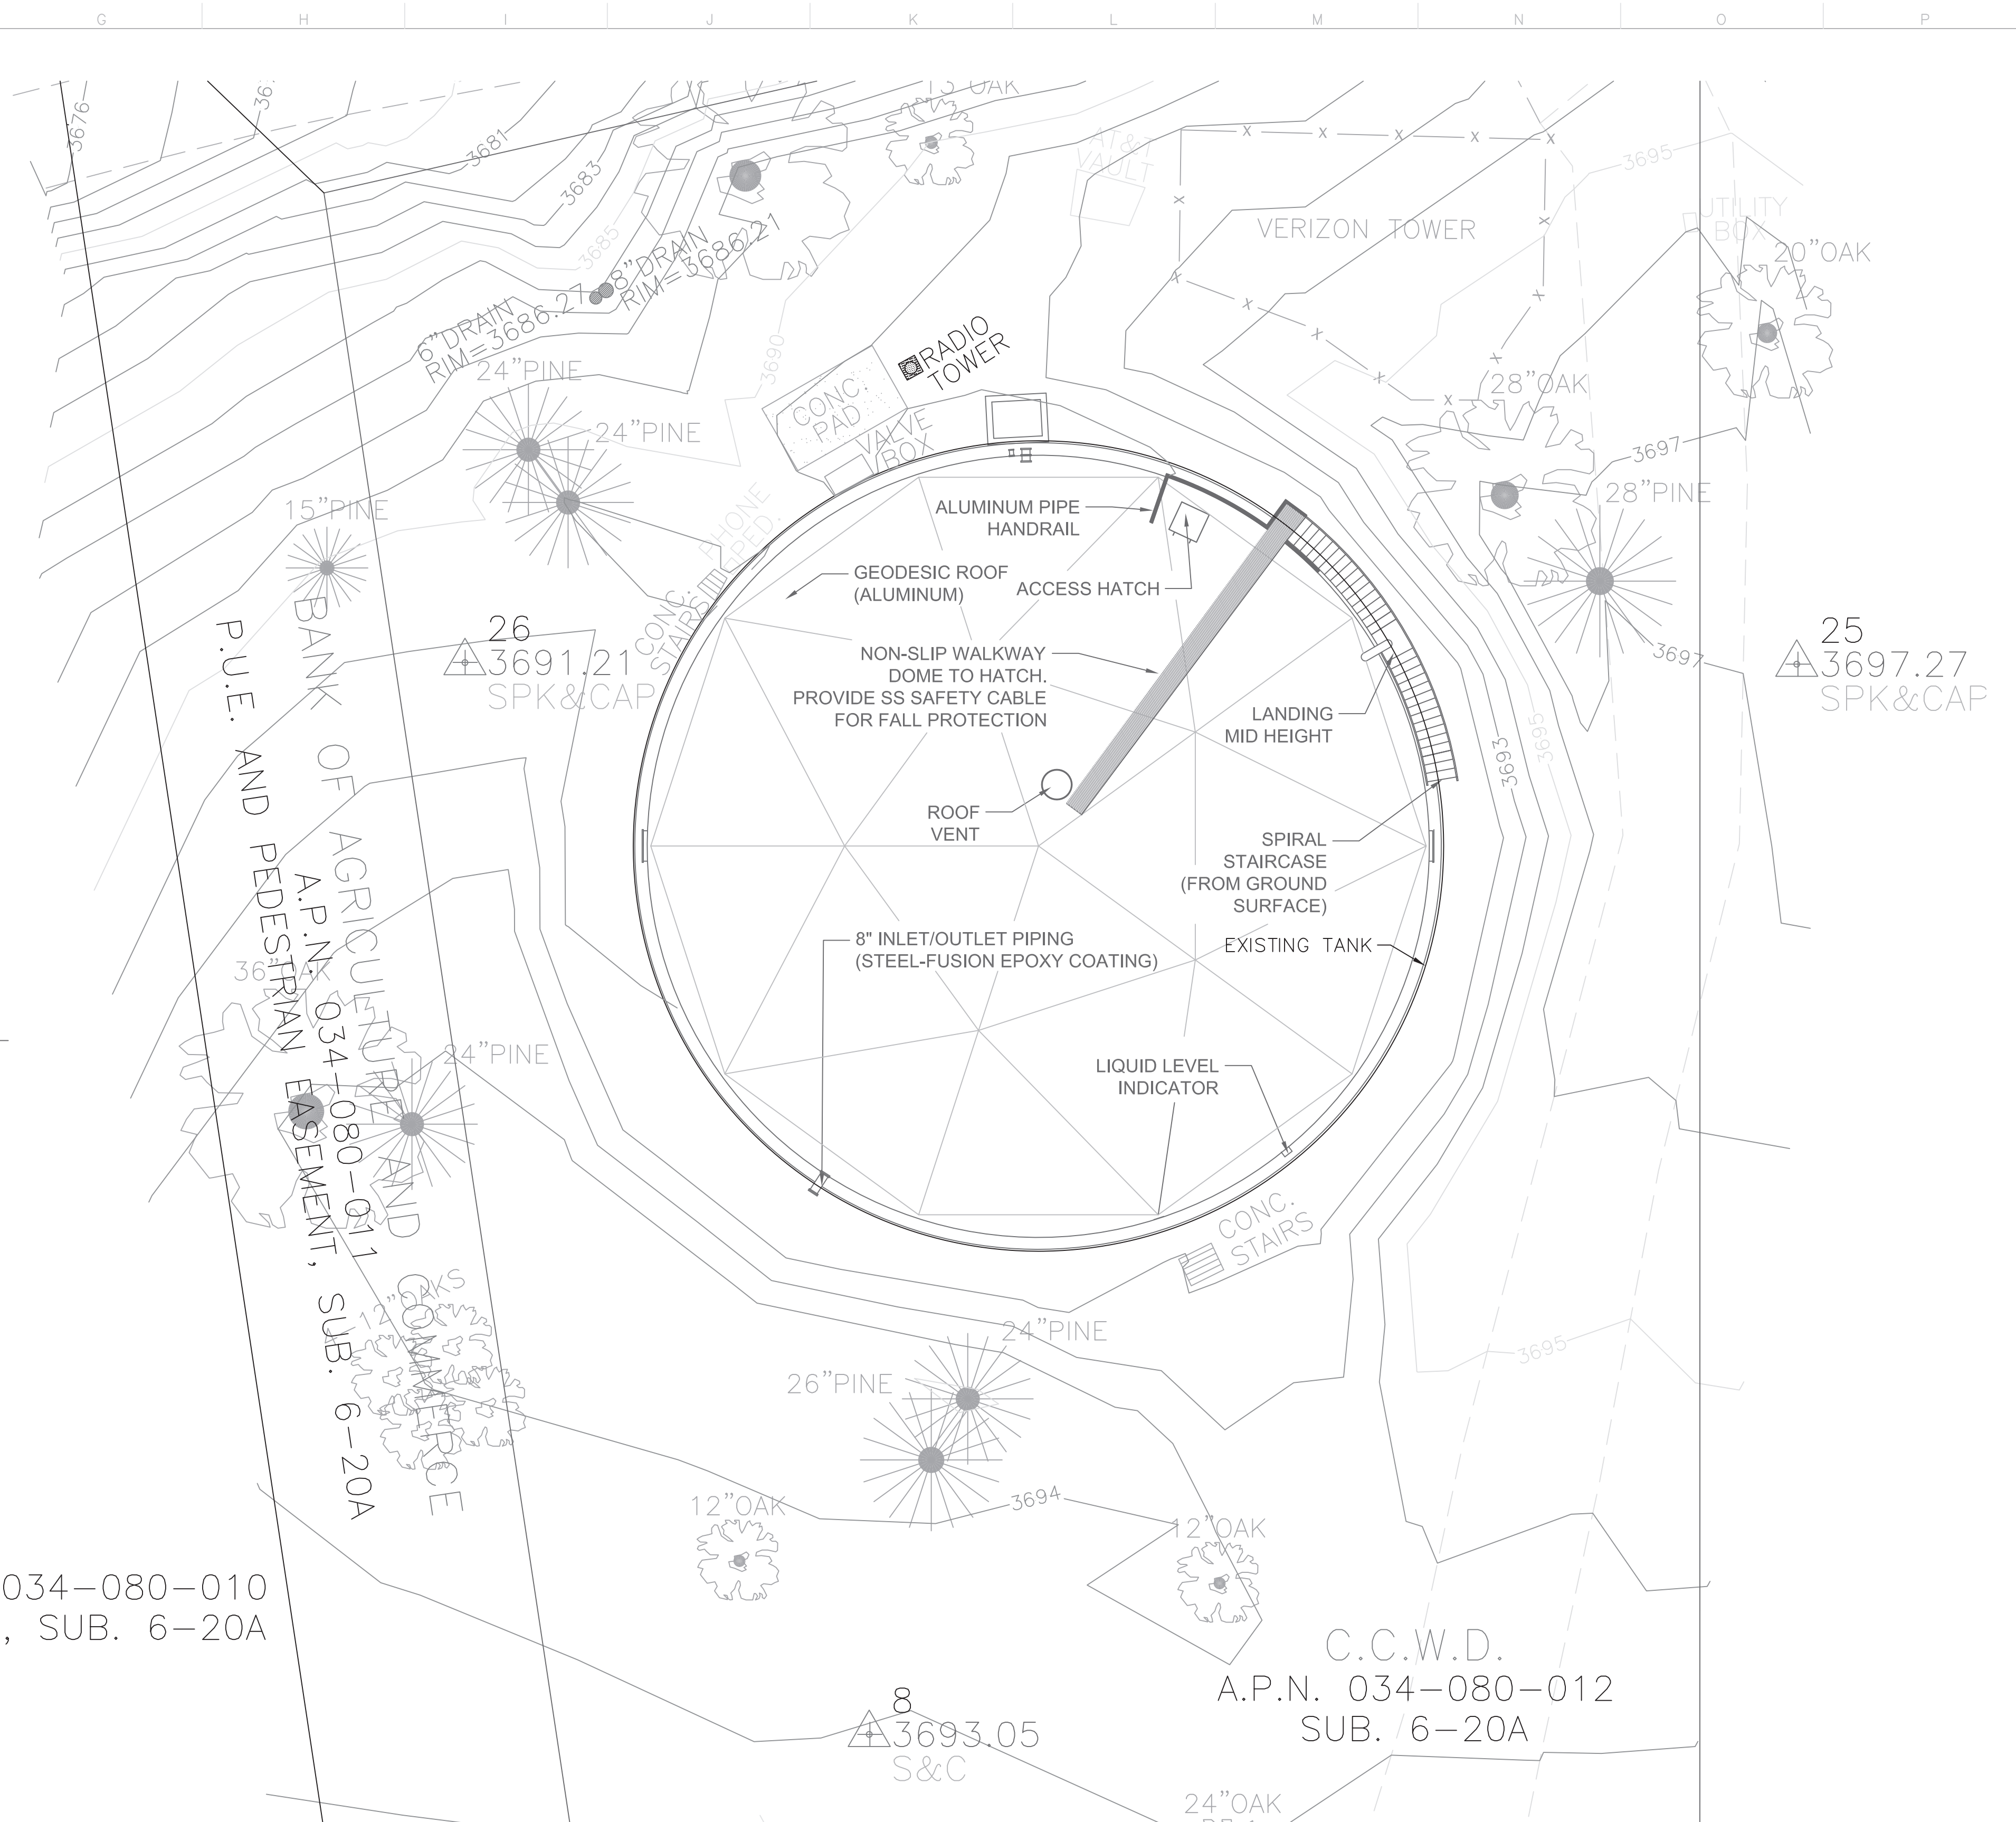 G
H
I
J
K
L
M
N
O
P
3676
3681
3683
3685
13"OAK
AT&T
VAULT
3695
VERIZON TOWER
UTILITY
BOX
20"OAK
8"DRAIN
RIM=3686.21
6"DRAIN
RIM=3686.27
3690
RADIO
TOWER
24"PINE
24"PINE
CONC.
PAD
VALVE
BOX
28"OAK
3697
28"PINE
15"PINE
PHONE
PED.
CONC.
STAIRS
ALUMINUM PIPE
HANDRAIL
GEODESIC ROOF
(ALUMINUM)
ACCESS HATCH
26
3691.21
SPK&CAP
25
3697.27
SPK&CAP
3697
NON-SLIP WALKWAY
DOME TO HATCH.
PROVIDE SS SAFETY CABLE
FOR FALL PROTECTION
LANDING
MID HEIGHT
3693
3695
ROOF
VENT
SPIRAL
STAIRCASE
(FROM GROUND
SURFACE)
8" INLET/OUTLET PIPING
(STEEL-FUSION EPOXY COATING)
EXISTING TANK
LIQUID LEVEL
INDICATOR
BANK OF AGRICULTURE AND COMMERCE
A.P.N. 034-080-011
P.U.E. AND PEDESTRIAN EASEMENT, SUB. 6-20A
36"OAK
24"PINE
CONC.
STAIRS
12"OAKS
24"PINE
26"PINE
3695
12"OAK
3694
12"OAK
034-080-010
, SUB. 6-20A
C.C.W.D.
A.P.N. 034-080-012
SUB. 6-20A
8
3693.05
S&C
24"OAK